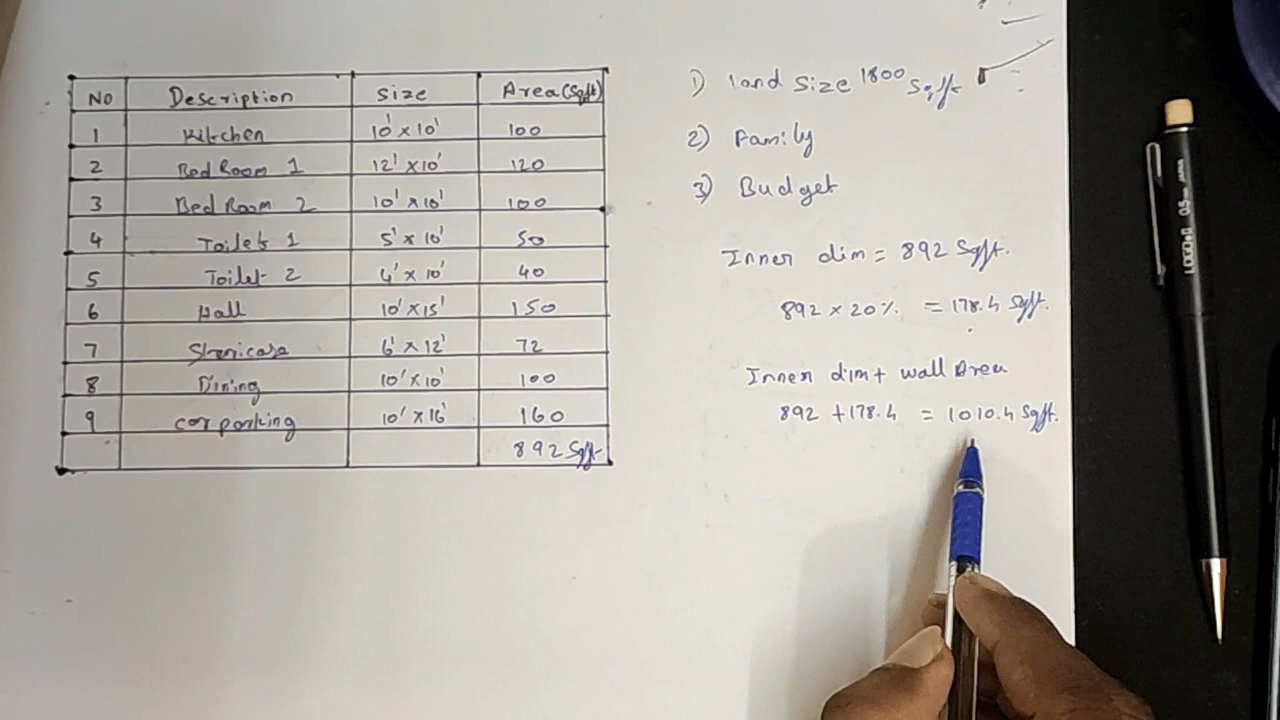 NO Description Size Area(Sqft)
1 Kitchen 10' x 10' 100
2 Bed Room 1 12' x 10' 120
3 Bed Room 2 10' x 10' 100
4 Toilets 1 5' x 10' 50
5 Toilet 2 4' x 10' 40
6 Hall 10' x 15' 150
7 Stairicase 6' x 12' 72
8 Dining 10' x 10' 100
9 Car parking 10' x 16' 160
892 Sqft
1) land Size 1800 Sqft
2) Family
3) Budget
Inner dim = 892 Sqft.
892 x 20% = 178.4 Sqft.
Inner dim + wall Area
892 + 178.4 = 1010.4 Sqft.
0.5